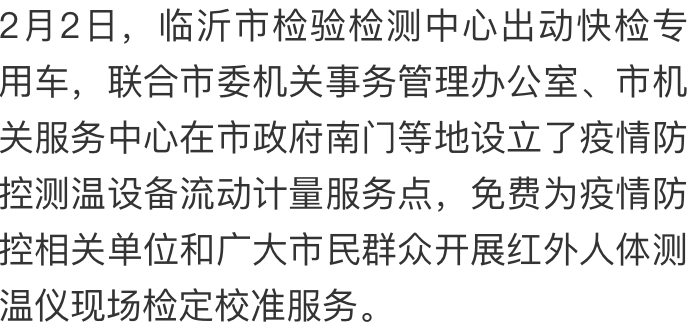 2月2日，临沂市检验检测中心出动快检专
用车，联合市委机关事务管理办公室、市机
关服务中心在市政府南门等地设立了疫情防
控测温设备流动计量服务点，免费为疫情防
控相关单位和广大市民群众开展红外人体测
温仪现场检定校准服务。